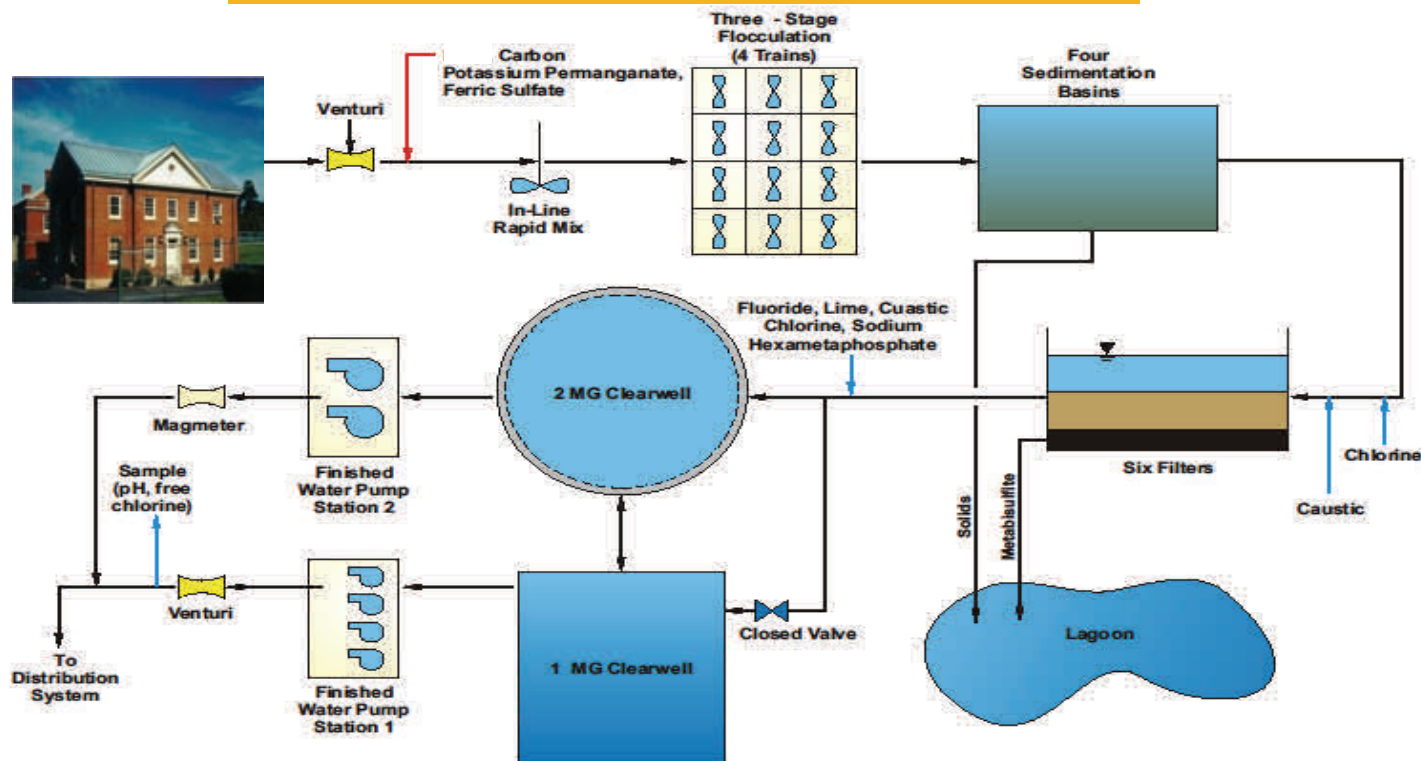 Three - Stage
Flocculation
(4 Trains)
Carbon
Potassium Permanganate,
Ferric Sulfate
Four
Sedimentation
Basins
Venturi
In-Line
Rapid Mix
Fluoride, Lime, Cuastic
Chlorine, Sodium
Hexametaphosphate
2 MG Clearwell
Magmeter
Finished
Water Pump
Station 2
Six Filters
Chlorine
Caustic
Sample
(pH, free
chlorine)
Solids
Metabisulfite
Venturi
Closed Valve
Lagoon
To
Distribution
System
1 MG Clearwell
Finished
Water Pump
Station 1